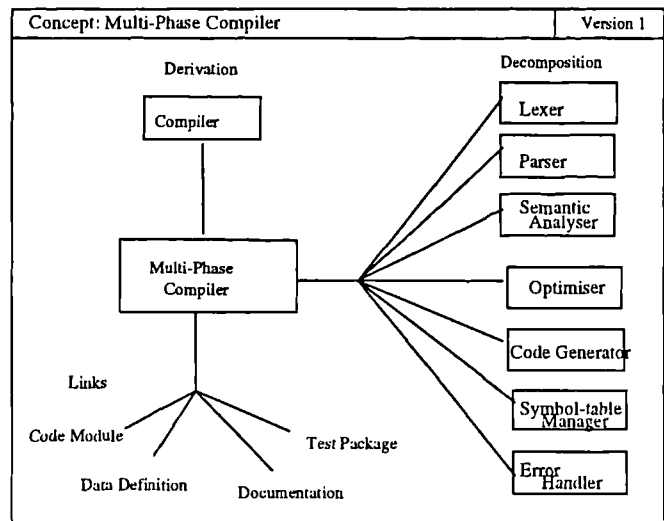 Concept: Multi-Phase Compiler
Version 1
Derivation
Compiler
Multi-Phase
Compiler
Links
Code Module
Data Definition
Documentation
Test Package
Decomposition
Lexer
Parser
Semantic
Analyser
Optimiser
Code Generator
Symbol-table
Manager
Error
Handler